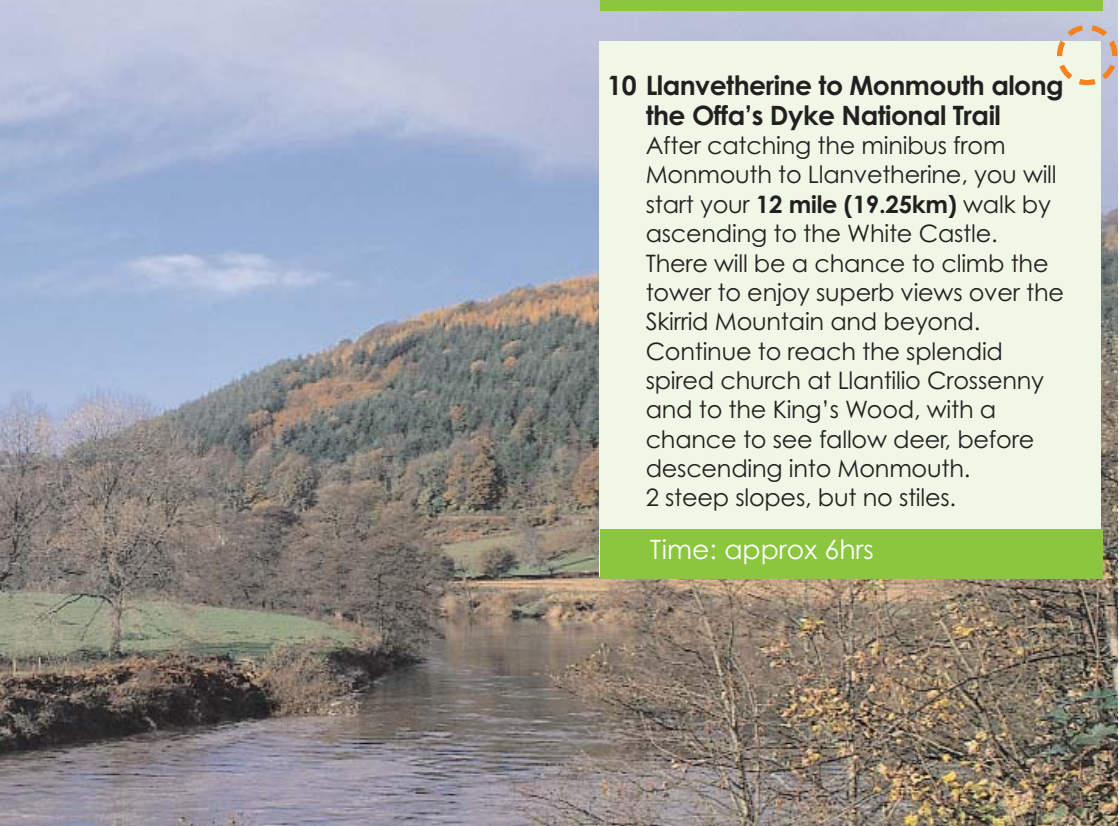 10 Llanvetherine to Monmouth along
the Offa's Dyke National Trail
After catching the minibus from
Monmouth to Llanvetherine, you will
start your 12 mile (19.25km) walk by
ascending to the White Castle.
There will be a chance to climb the
tower to enjoy superb views over the
Skirrid Mountain and beyond.
Continue to reach the splendid
spired church at Llantilio Crossenny
and to the King's Wood, with a
chance to see fallow deer, before
descending into Monmouth.
2 steep slopes, but no stiles.
Time: approx 6hrs